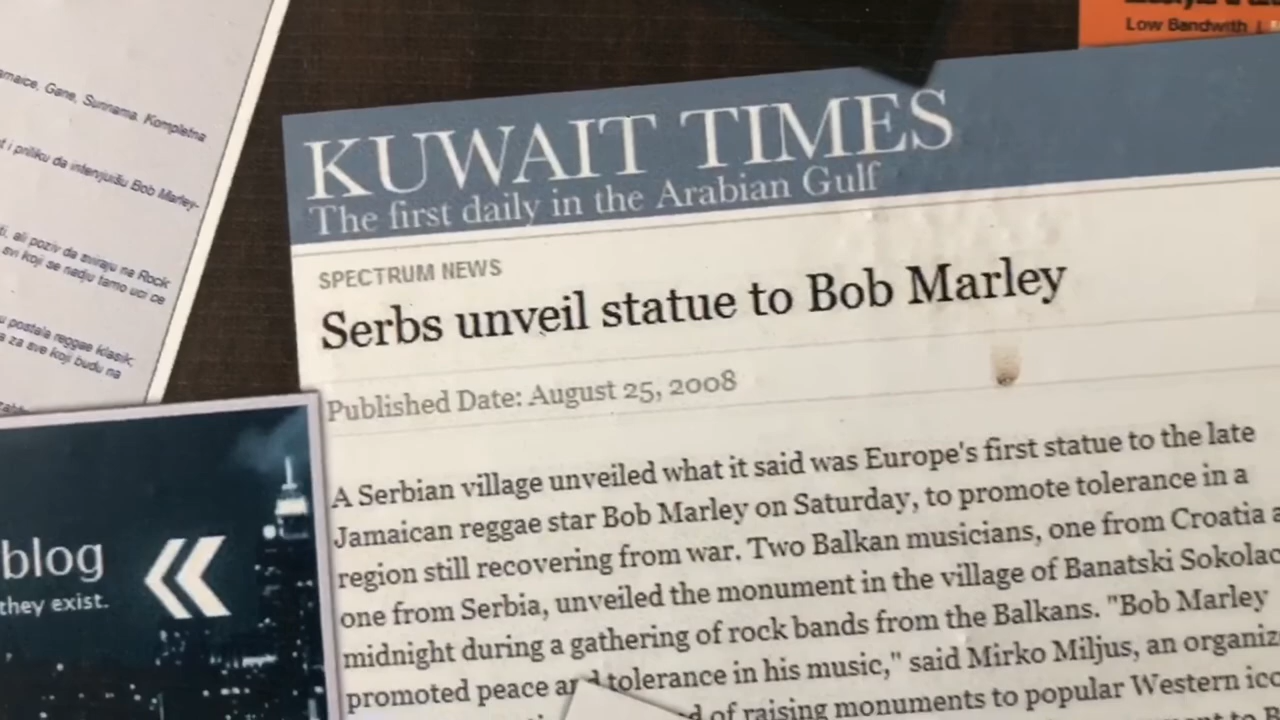 Low Bandwith |
KUWAIT TIMES
The first daily in the Arabian Gulf
SPECTRUM NEWS
Serbs unveil statue to Bob Marley
Published Date: August 25, 2008
A Serbian village unveiled what it said was Europe's first statue to the late
Jamaican reggae star Bob Marley on Saturday, to promote tolerance in a
region still recovering from war. Two Balkan musicians, one from Croatia
one from Serbia, unveiled the monument in the village of Banatski Sokolac
midnight during a gathering of rock bands from the Balkans. "Bob Marley
promoted peace and tolerance in his music," said Mirko Miljus, an organiz
of raising monuments to popular Western
maice, Gane, Surinama. Kompletna
i priliku da intervjuišu Bob Marley-
ali poziv da sviraju na Rock
svi koji se nadju tamo uci ce
postala reggae klasik,
za sve koji budu na
blog
they exist.